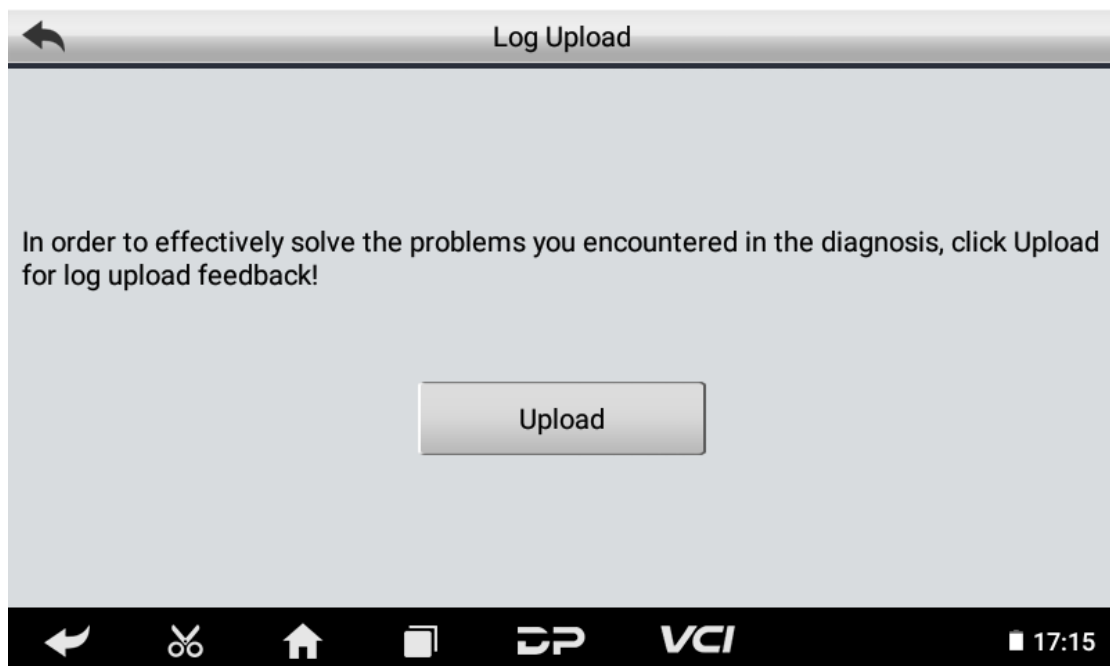 Log Upload
In order to effectively solve the problems you encountered in the diagnosis, click Upload
for log upload feedback!
Upload
DP VCI 17:15